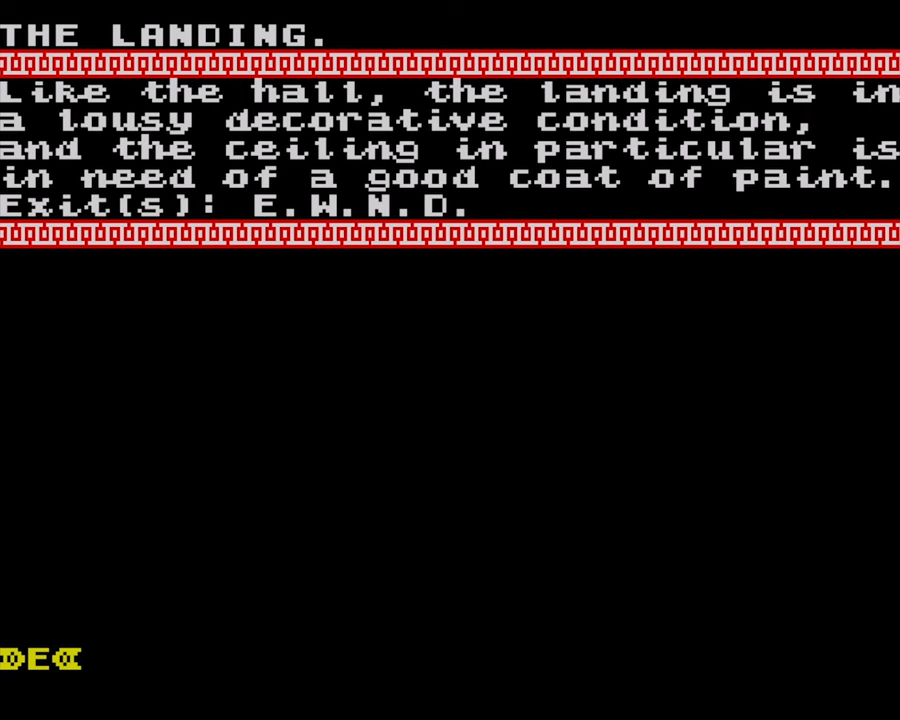 THE LANDING.
Like the hall, the landing is in
a lousy decorative condition,
and the ceiling in particular is
in need of a good coat of paint.
Exit(s): E.W.N.D.
E